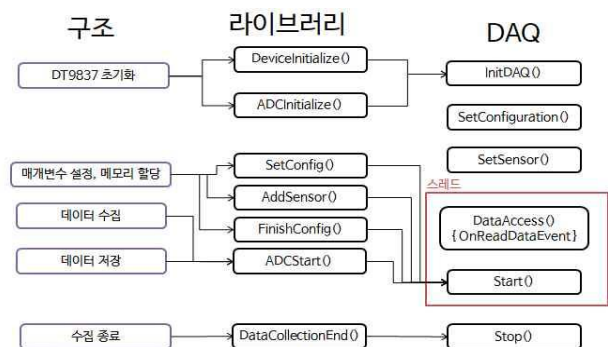 구조
라이브러리
DAQ
DT9837 초기화
DeviceInitialize()
ADCInitialize()
InitDAQ()
SetConfiguration()
SetSensor()
매개변수 설정, 메모리 할당
데이터 수집
데이터 저장
SetConfig()
AddSensor()
FinishConfig()
ADCStart()
스레드
DataAccess()
{OnReadDataEvent}
Start()
수집 종료
DataCollectionEnd()
Stop()